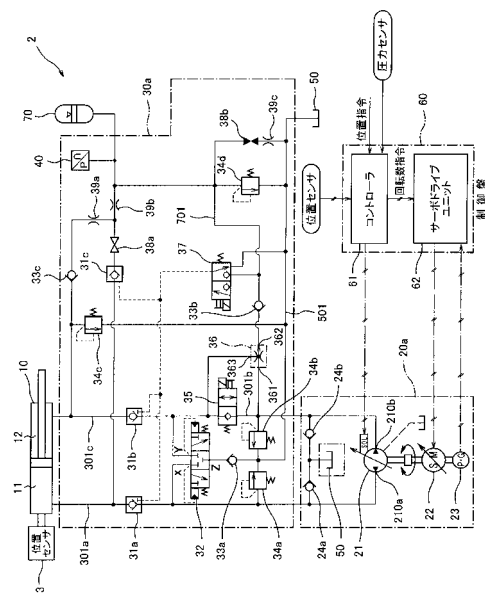 2
30a
50
圧力センサ
70
40
P
U
39a
39b
38a
31c
33c
34c
38b
39c
34d
701
37
33b
501
位置センサ
位置指令
60
コントローラ
回転数指令
サーボドライブ
ユニット
制御盤
61
62
10
12
11
位置
センサ
3
301c
301a
31b
31a
36
363
362
361
35
301b
34b
X
Y
Z
32
33a
34a
24b
24a
50
20a
210b
SOL
210a
S・M
P・G
21
22
23